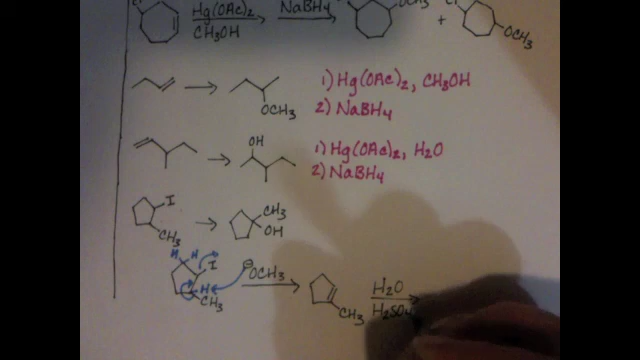 Hg(OAc)2 NaBH4 OCH3
CH3OH + OCH3
1) Hg(OAc)2, CH3OH
OCH3 2) NaBH4
OH 1) Hg(OAc)2, H2O
2) NaBH4
I CH3
CH3 OH
H H I ⊖OCH3 H2O
H CH3 CH3 H2SO4